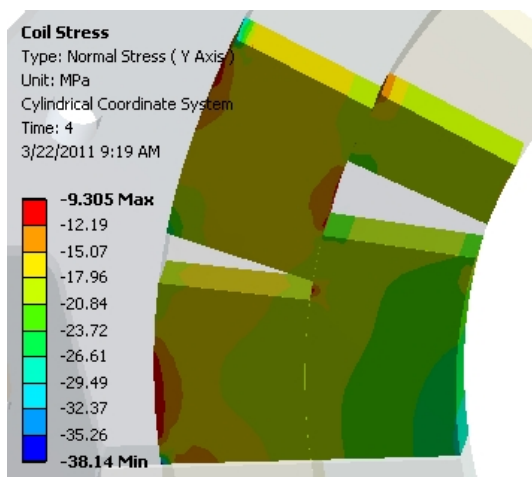 Coil Stress
Type: Normal Stress ( Y Axis )
Unit: MPa
Cylindrical Coordinate System
Time: 4
3/22/2011 9:19 AM
-9.305 Max
-12.19
-15.07
-17.96
-20.84
-23.72
-26.61
-29.49
-32.37
-35.26
-38.14 Min